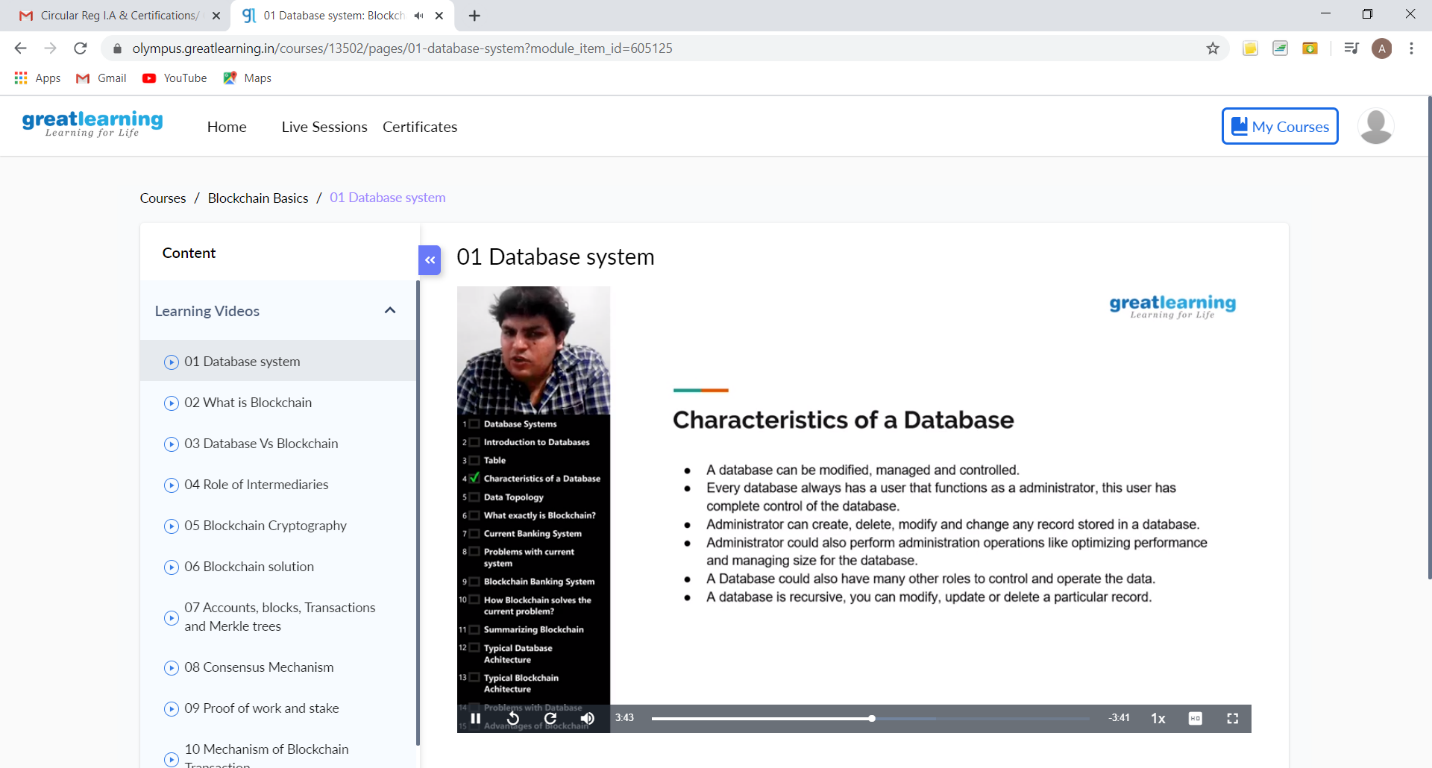 Circular Reg I.A & Certifications/
01 Database system: Blockch
olympus.greatlearning.in/courses/13502/pages/01-database-system?module_item_id=605125
A
Apps
Gmail
YouTube
Maps
greatlearning
Learning for Life
Home
Live Sessions
Certificates
My Courses
Courses / Blockchain Basics / 01 Database system
Content
Learning Videos
01 Database system
02 What is Blockchain
03 Database Vs Blockchain
04 Role of Intermediaries
05 Blockchain Cryptography
06 Blockchain solution
07 Accounts, blocks, Transactions
and Merkle trees
08 Consensus Mechanism
09 Proof of work and stake
10 Mechanism of Blockchain
Transaction
01 Database system
1 Database Systems
2 Introduction to Databases
3 Table
4 Characteristics of a Database
5 Data Topology
6 What exactly is Blockchain?
7 Current Banking System
8 Problems with current
system
9 Blockchain Banking System
10 How Blockchain solves the
current problem?
11 Summarizing Blockchain
12 Typical Database
Achitecture
13 Typical Blockchain
Achitecture
14 Problems with Database
15 Advantages of Blockchain
greatlearning
Learning for Life
Characteristics of a Database
● A database can be modified, managed and controlled.
● Every database always has a user that functions as a administrator, this user has
complete control of the database.
● Administrator can create, delete, modify and change any record stored in a database.
● Administrator could also perform administration operations like optimizing performance
and managing size for the database.
● A Database could also have many other roles to control and operate the data.
● A database is recursive, you can modify, update or delete a particular record.
3:43
-3:41
1x
HD